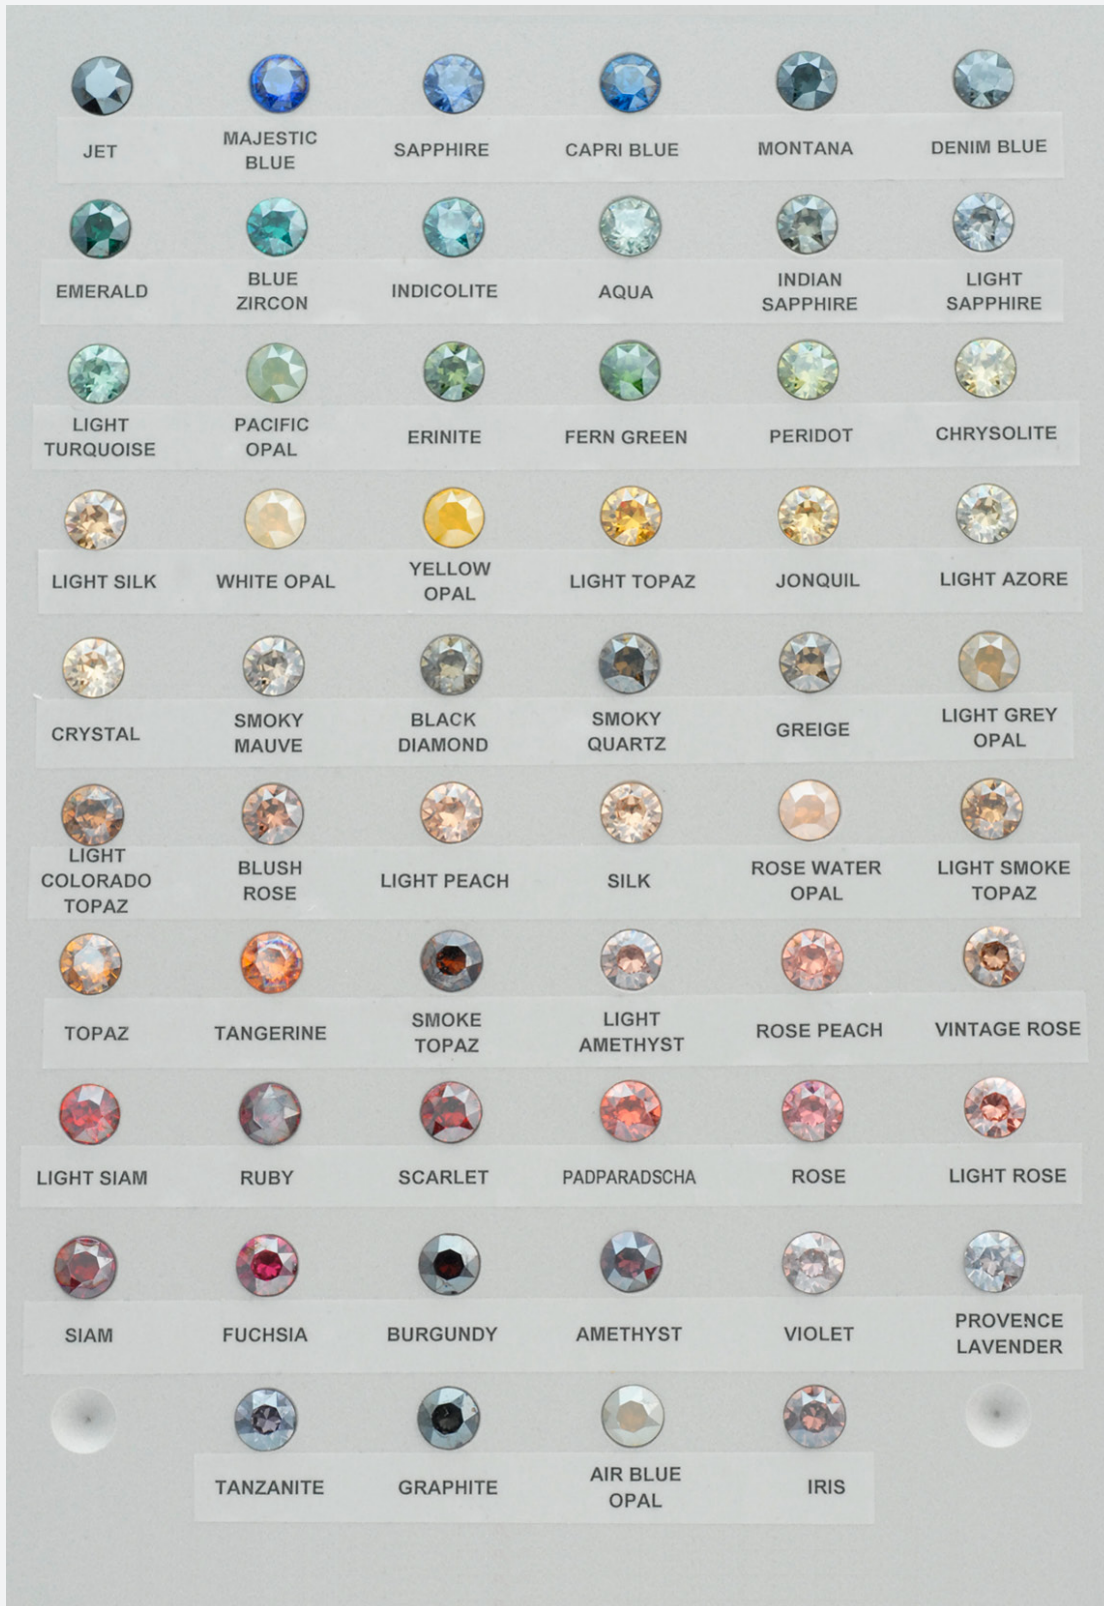 JET
MAJESTIC
BLUE
SAPPHIRE
CAPRI BLUE
MONTANA
DENIM BLUE
EMERALD
BLUE
ZIRCON
INDICOLITE
AQUA
INDIAN
SAPPHIRE
LIGHT
SAPPHIRE
LIGHT
TURQUOISE
PACIFIC
OPAL
ERINITE
FERN GREEN
PERIDOT
CHRYSOLITE
LIGHT SILK
WHITE OPAL
YELLOW
OPAL
LIGHT TOPAZ
JONQUIL
LIGHT AZORE
CRYSTAL
SMOKY
MAUVE
BLACK
DIAMOND
SMOKY
QUARTZ
GREIGE
LIGHT GREY
OPAL
LIGHT
COLORADO
TOPAZ
BLUSH
ROSE
LIGHT PEACH
SILK
ROSE WATER
OPAL
LIGHT SMOKE
TOPAZ
TOPAZ
TANGERINE
SMOKE
TOPAZ
LIGHT
AMETHYST
ROSE PEACH
VINTAGE ROSE
LIGHT SIAM
RUBY
SCARLET
PADPARADSCHA
ROSE
LIGHT ROSE
SIAM
FUCHSIA
BURGUNDY
AMETHYST
VIOLET
PROVENCE
LAVENDER
TANZANITE
GRAPHITE
AIR BLUE
OPAL
IRIS